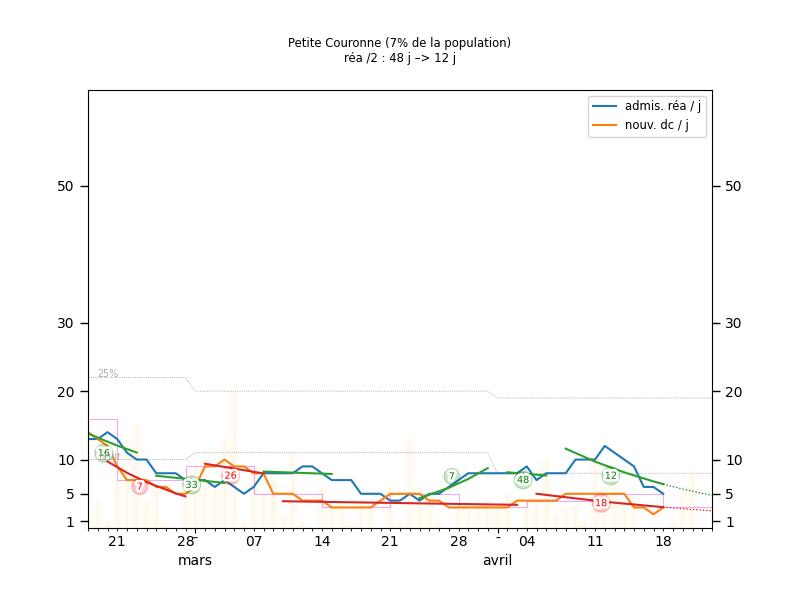 Petite Couronne (7% de la population)
réa /2 : 48 j –> 12 j
admis. réa / j
nouv. dc / j
50 50
30 30
25%
20 20
10 10
16 7 33 26 7 48 12 18
5 5
1 1
21 28 07 14 21 28 04 11 18
mars avril